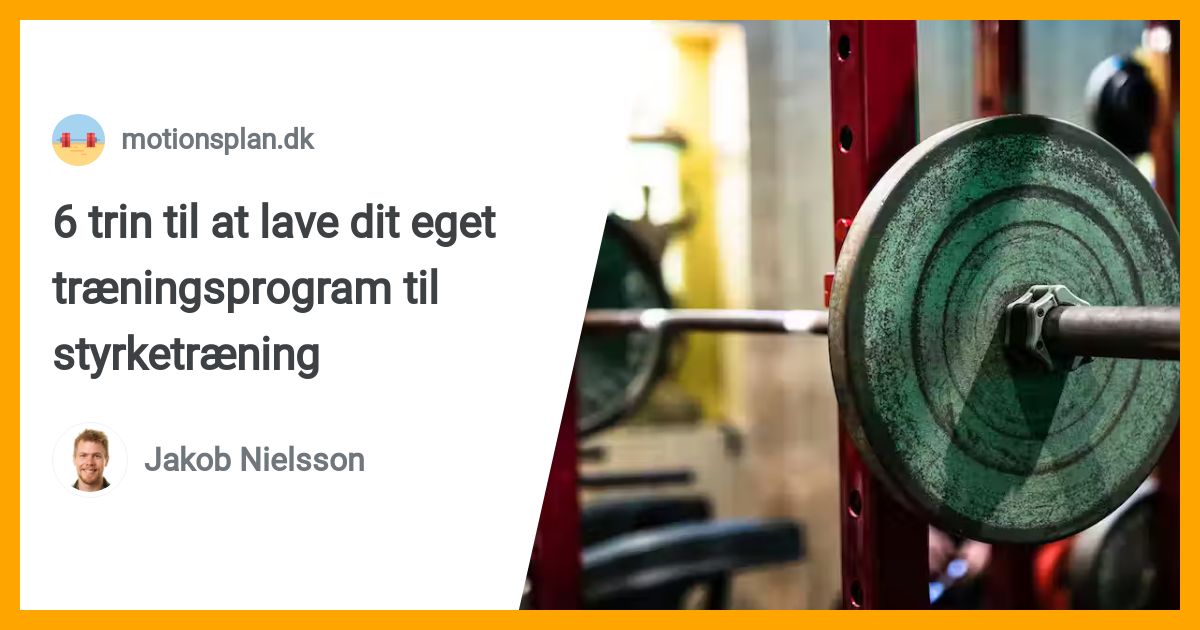 motionsplan.dk
6 trin til at lave dit eget
træningsprogram til
styrketræning
Jakob Nielsson